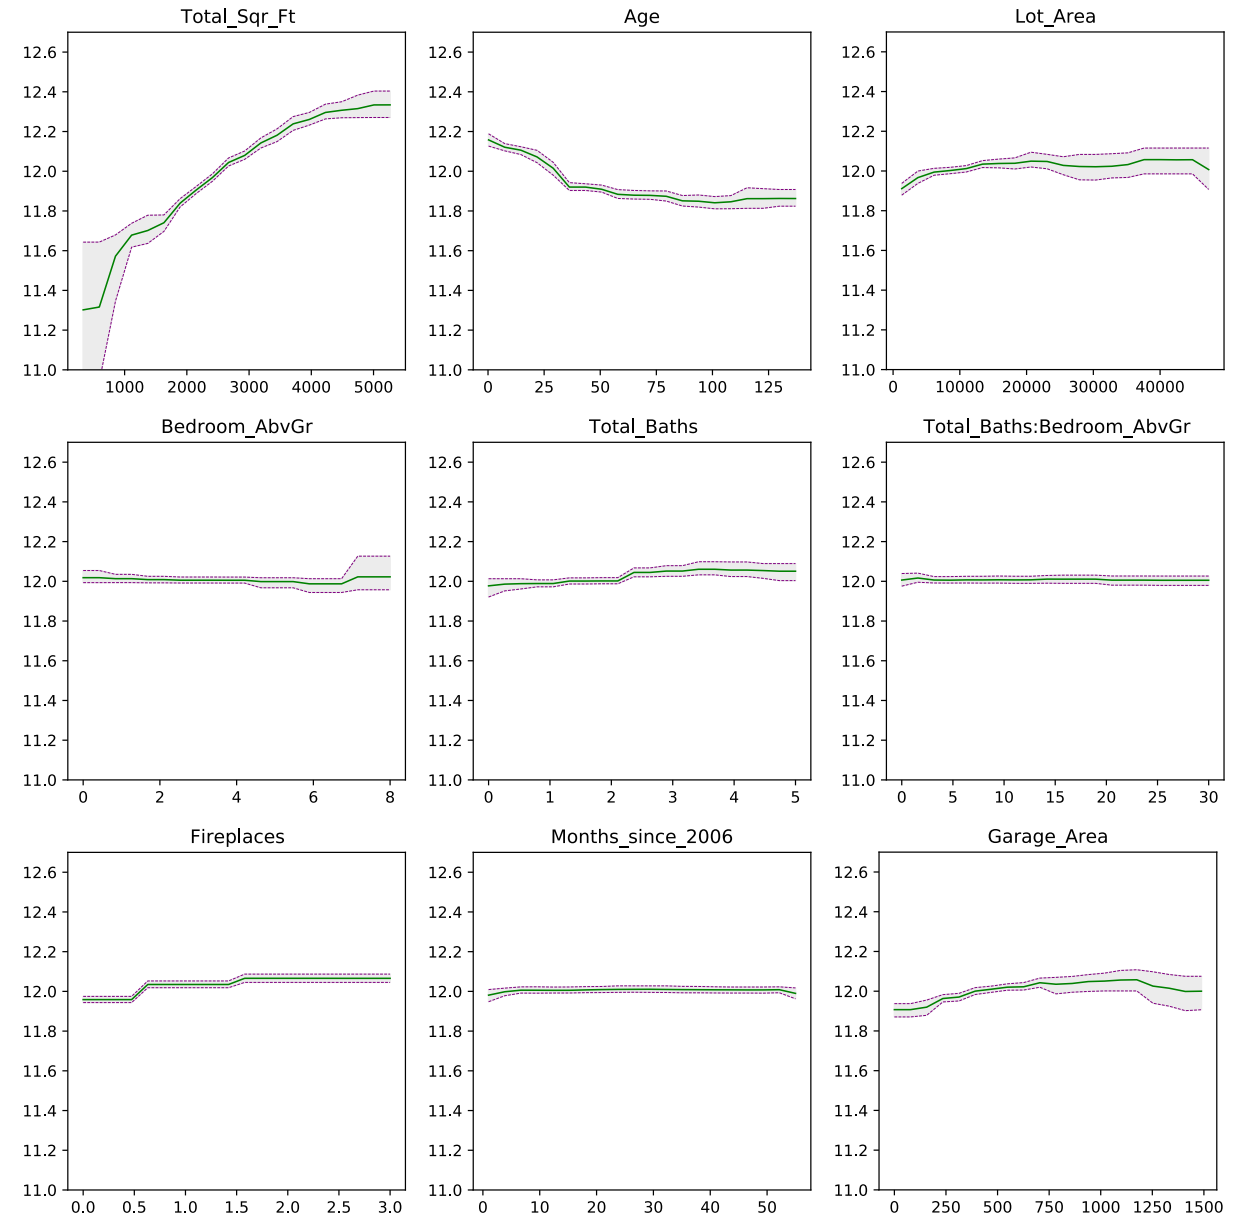 Total_Sqr_Ft Age Lot_Area
12.6 12.6 12.6
12.4 12.4 12.4
12.2 12.2 12.2
12.0 12.0 12.0
11.8 11.8 11.8
11.6 11.6 11.6
11.4 11.4 11.4
11.2 11.2 11.2
11.0 11.0 11.0
1000 2000 3000 4000 5000 0 25 50 75 100 125 0 10000 20000 30000 40000
Bedroom_AbvGr Total_Baths Total_Baths:Bedroom_AbvGr
12.6 12.6 12.6
12.4 12.4 12.4
12.2 12.2 12.2
12.0 12.0 12.0
11.8 11.8 11.8
11.6 11.6 11.6
11.4 11.4 11.4
11.2 11.2 11.2
11.0 11.0 11.0
0 2 4 6 8 0 1 2 3 4 5 0 5 10 15 20 25 30
Fireplaces Months_since_2006 Garage_Area
12.6 12.6 12.6
12.4 12.4 12.4
12.2 12.2 12.2
12.0 12.0 12.0
11.8 11.8 11.8
11.6 11.6 11.6
11.4 11.4 11.4
11.2 11.2 11.2
11.0 11.0 11.0
0.0 0.5 1.0 1.5 2.0 2.5 3.0 0 10 20 30 40 50 0 250 500 750 1000 1250 1500